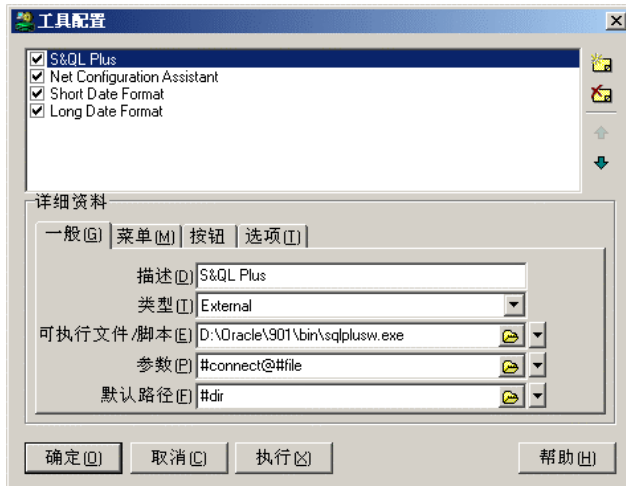 工具配置
S&QL Plus
Net Configuration Assistant
Short Date Format
Long Date Format
详细资料
一般(G) 菜单(M) 按钮 选项(T)
描述(D) S&QL Plus
类型(T) External
可执行文件/脚本(E) D:\Oracle\901\bin\sqlplusw.exe
参数(P) #connect@#file
默认路径(F) #dir
确定(O) 取消(C) 执行(X) 帮助(H)